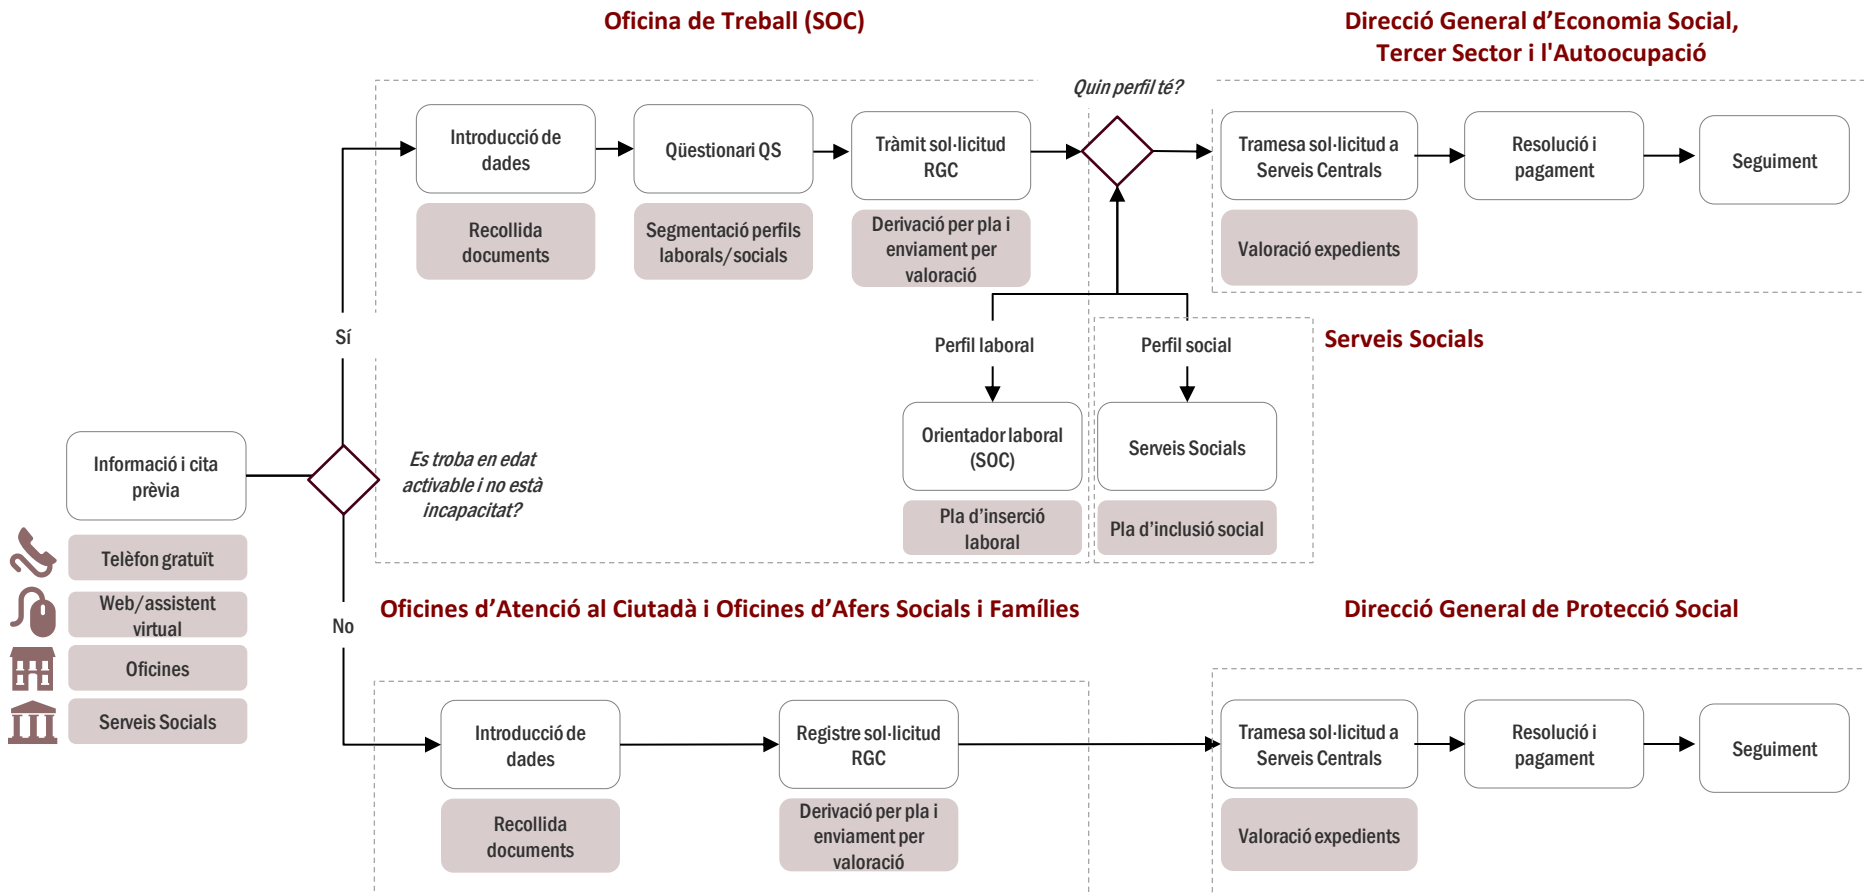 Oficina de Treball (SOC)
Direcció General d’Economia Social,
Tercer Sector i l'Autoocupació
Quin perfil té?
Introducció de
dades
Qüestionari QS
Tràmit sol·licitud
RGC
Tramesa sol·licitud a
Serveis Centrals
Resolució i
pagament
Seguiment
Recollida
documents
Segmentació perfils
laborals/socials
Derivació per pla i
enviament per
valoració
Valoració expedients
Sí
Perfil laboral
Perfil social
Serveis Socials
Orientador laboral
(SOC)
Serveis Socials
Pla d’inserció
laboral
Pla d’inclusió social
Informació i cita
prèvia
Es troba en edat
activable i no està
incapacitat?
Telèfon gratuït
Web/assistent
virtual
Oficines
Serveis Socials
No
Oficines d’Atenció al Ciutadà i Oficines d’Afers Socials i Famílies
Direcció General de Protecció Social
Introducció de
dades
Registre sol·licitud
RGC
Tramesa sol·licitud a
Serveis Centrals
Resolució i
pagament
Seguiment
Recollida
documents
Derivació per pla i
enviament per
valoració
Valoració expedients